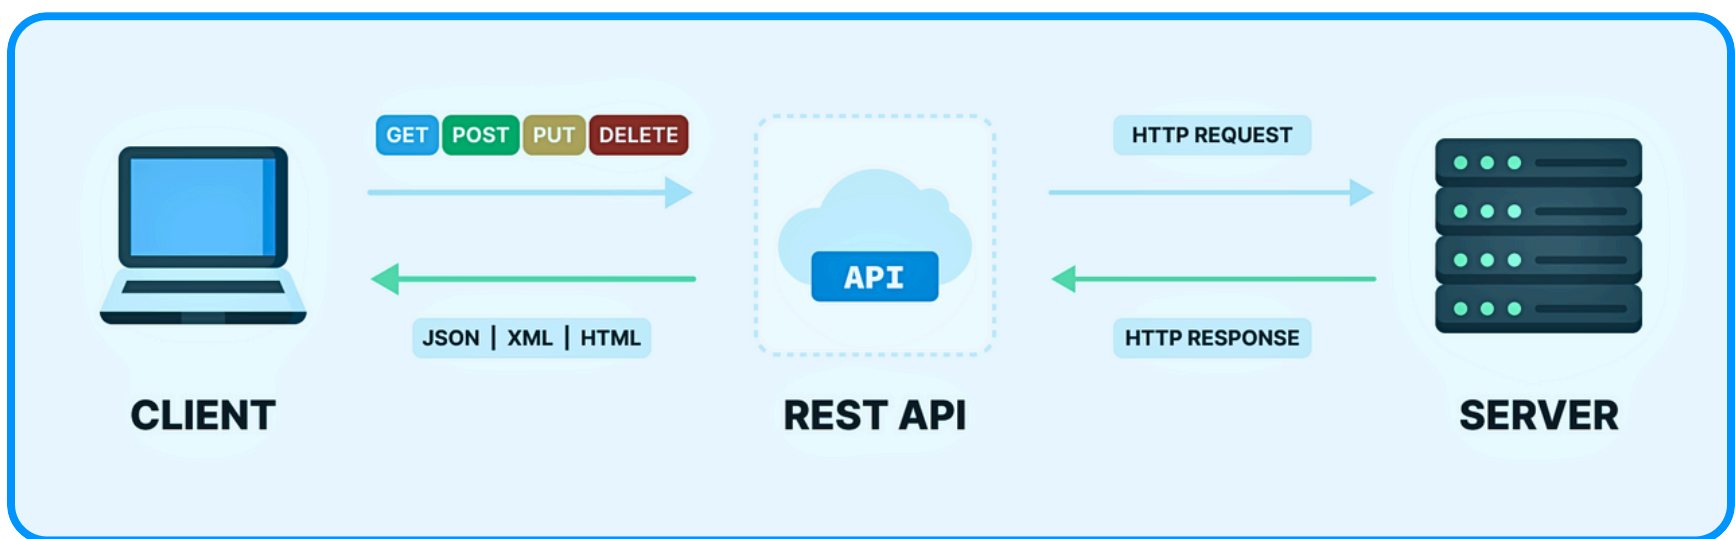 GET POST PUT DELETE
HTTP REQUEST
API
JSON | XML | HTML
HTTP RESPONSE
CLIENT
REST API
SERVER